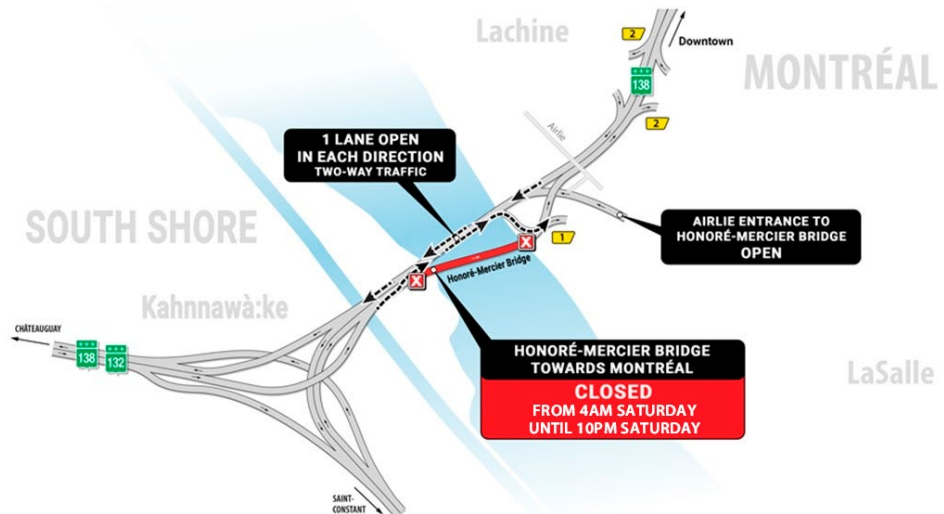 Lachine
2
Downtown
MONTRÉAL
138
2
Airlie
1 LANE OPEN
IN EACH DIRECTION
TWO-WAY TRAFFIC
SOUTH SHORE
AIRLIE ENTRANCE TO
HONORÉ-MERCIER BRIDGE
OPEN
1
X
X
Honoré-Mercier Bridge
Kahnnawà:ke
CHÂTEAUGUAY
138
132
HONORÉ-MERCIER BRIDGE
TOWARDS MONTRÉAL
CLOSED
FROM 4AM SATURDAY
UNTIL 10PM SATURDAY
LaSalle
SAINT-
CONSTANT